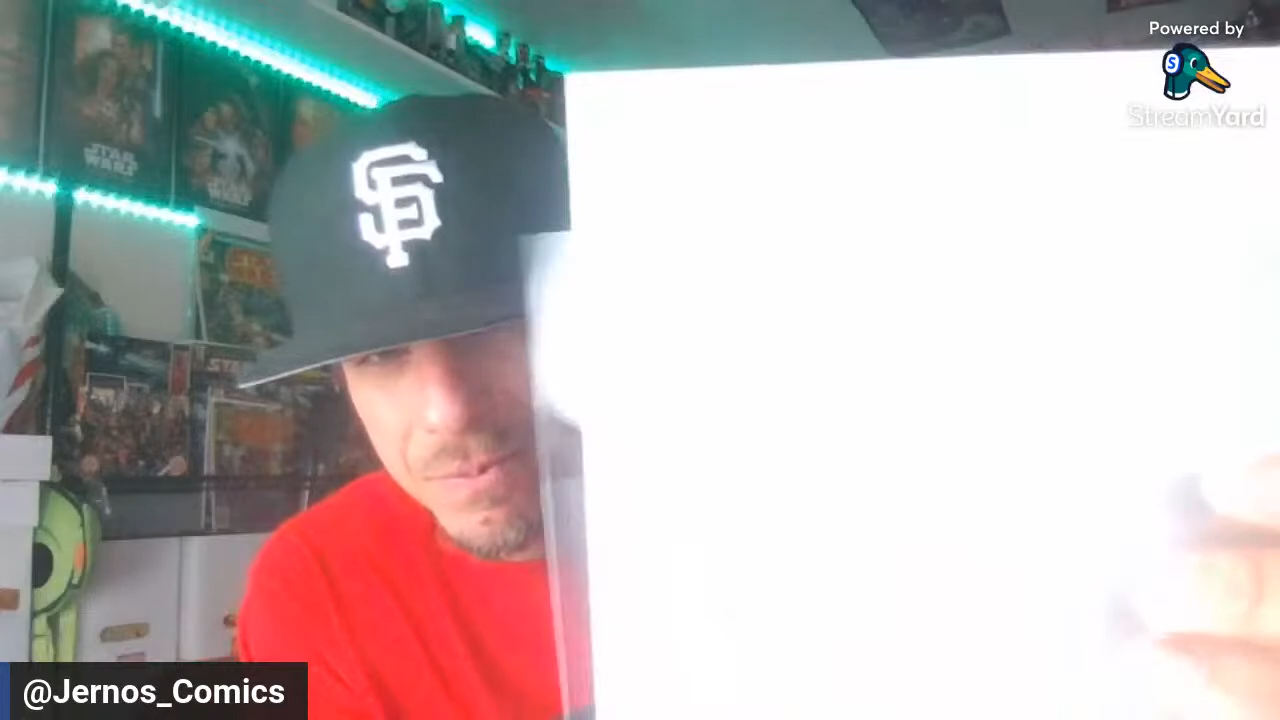 Powered by
S
StreamYard
SF
STAR
WARS
STAR
WARS
@Jernos_Comics